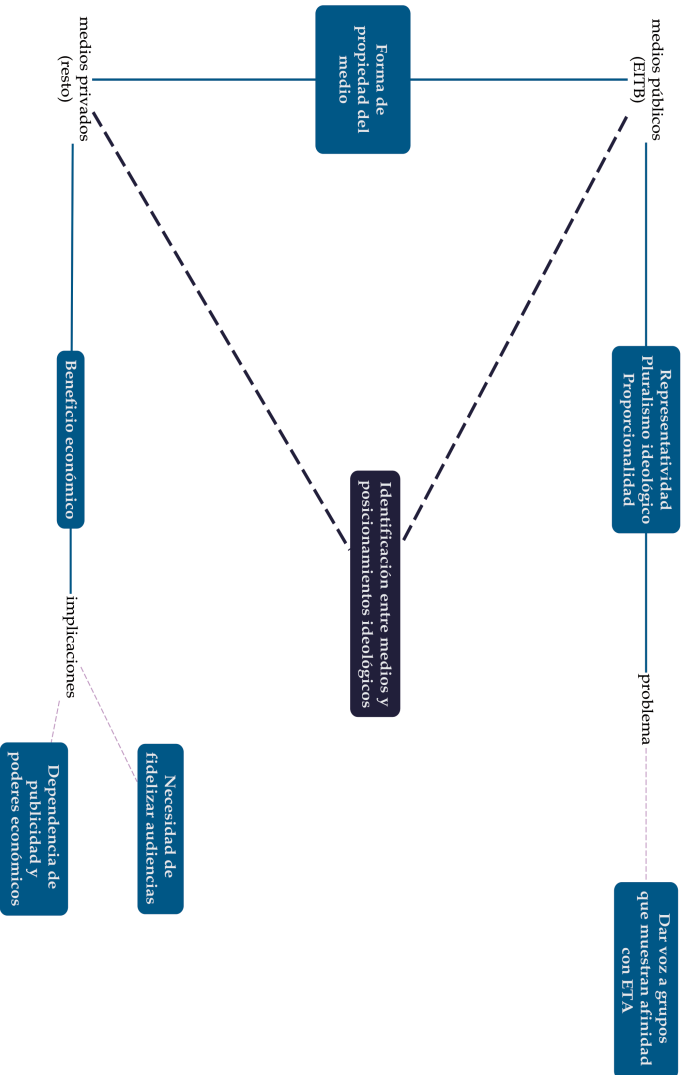 medios públicos
(EITB)
Representatividad
Pluralismo ideológico
Proporcionalidad
problema
Dar voz a grupos
que muestran afinidad
con ETA
Forma de
propiedad del
medio
Identificación entre medios y
posicionamientos ideológicos
medios privados
(resto)
Beneficio económico
implicaciones
Necesidad de
fidelizar audiencias
Dependencia de
publicidad y
poderes económicos